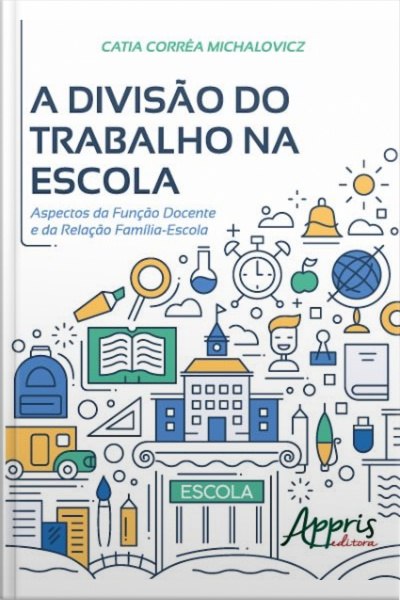 CATIA CORRÊA MICHALOVICZ
A DIVISÃO DO
TRABALHO NA
ESCOLA
Aspectos da Função Docente
e da Relação Família-Escola
ESCOLA
Appris
editora